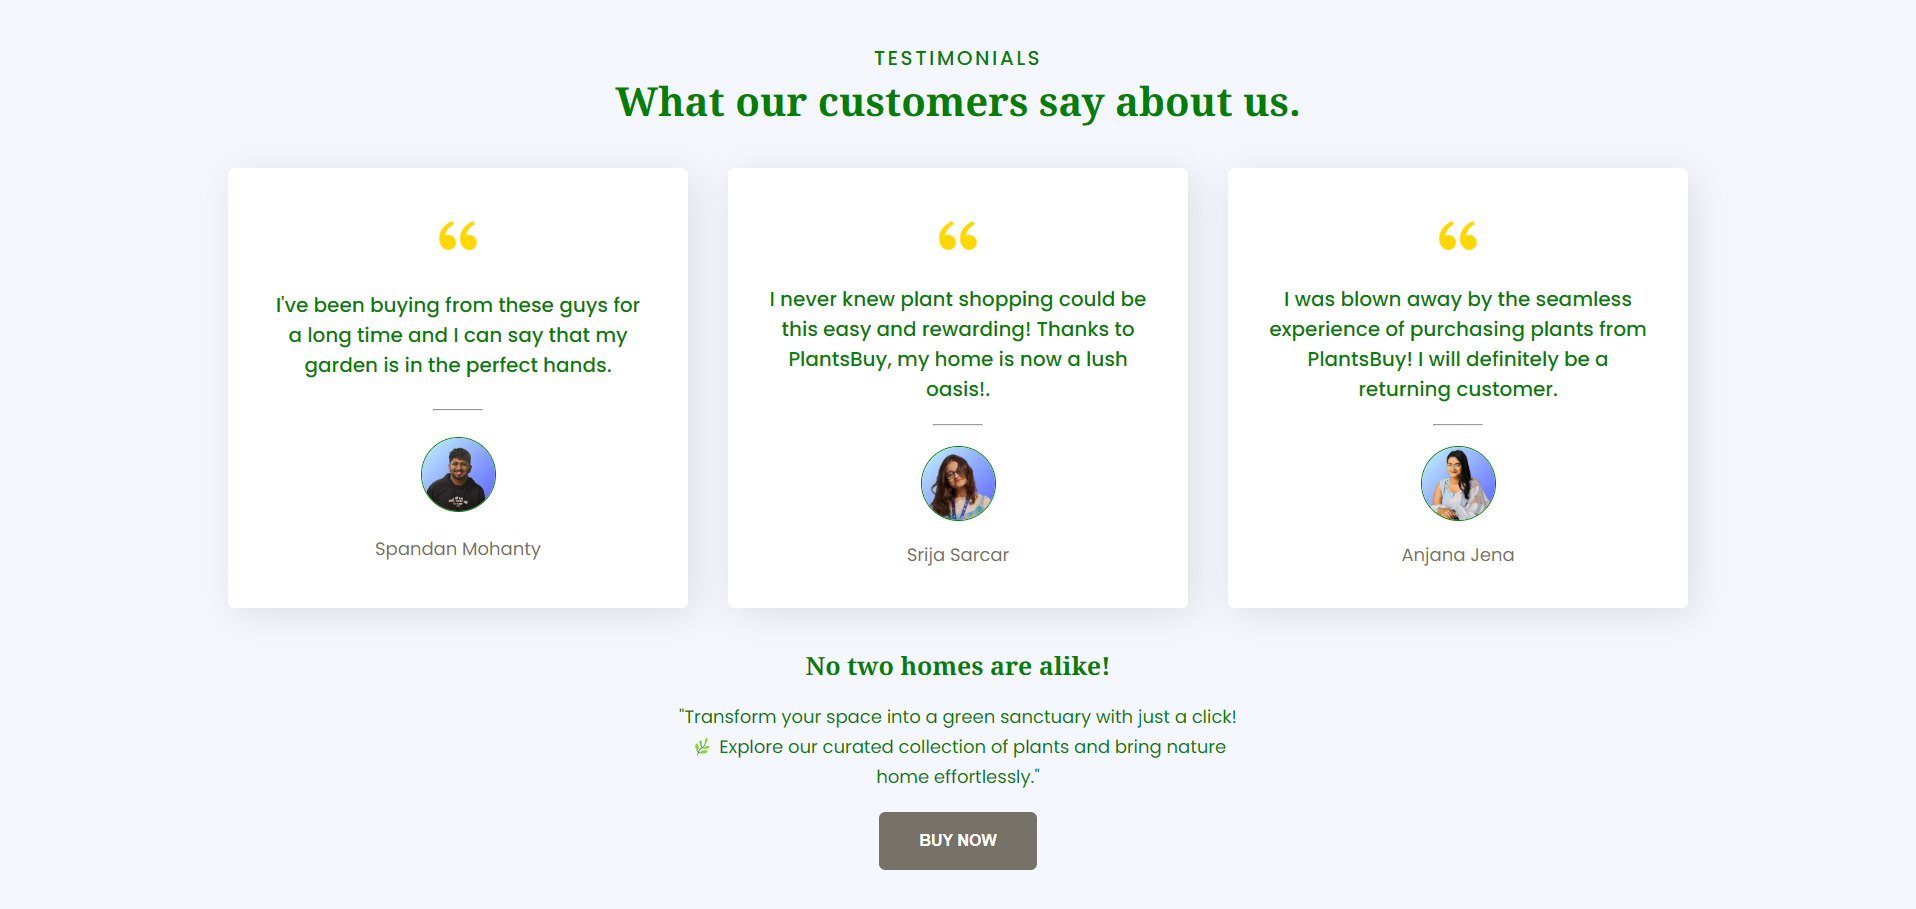 TESTIMONIALS
What our customers say about us.
“
I've been buying from these guys for
a long time and I can say that my
garden is in the perfect hands.
Spandan Mohanty
“
I never knew plant shopping could be
this easy and rewarding! Thanks to
PlantsBuy, my home is now a lush
oasis!.
Srija Sarcar
“
I was blown away by the seamless
experience of purchasing plants from
PlantsBuy! I will definitely be a
returning customer.
Anjana Jena
No two homes are alike!
"Transform your space into a green sanctuary with just a click!
🌿 Explore our curated collection of plants and bring nature
home effortlessly."
BUY NOW